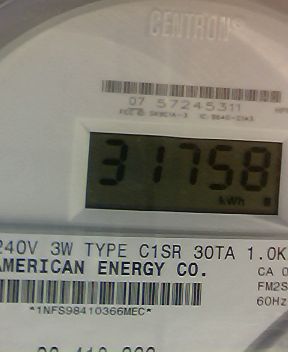 CENTRON®
07 57245311
31758
kWh
240V 3W TYPE C1SR 30TA 1.0K
AMERICAN ENERGY CO.
CA 0
FM2S
60Hz
*1NFS98410366MEC*